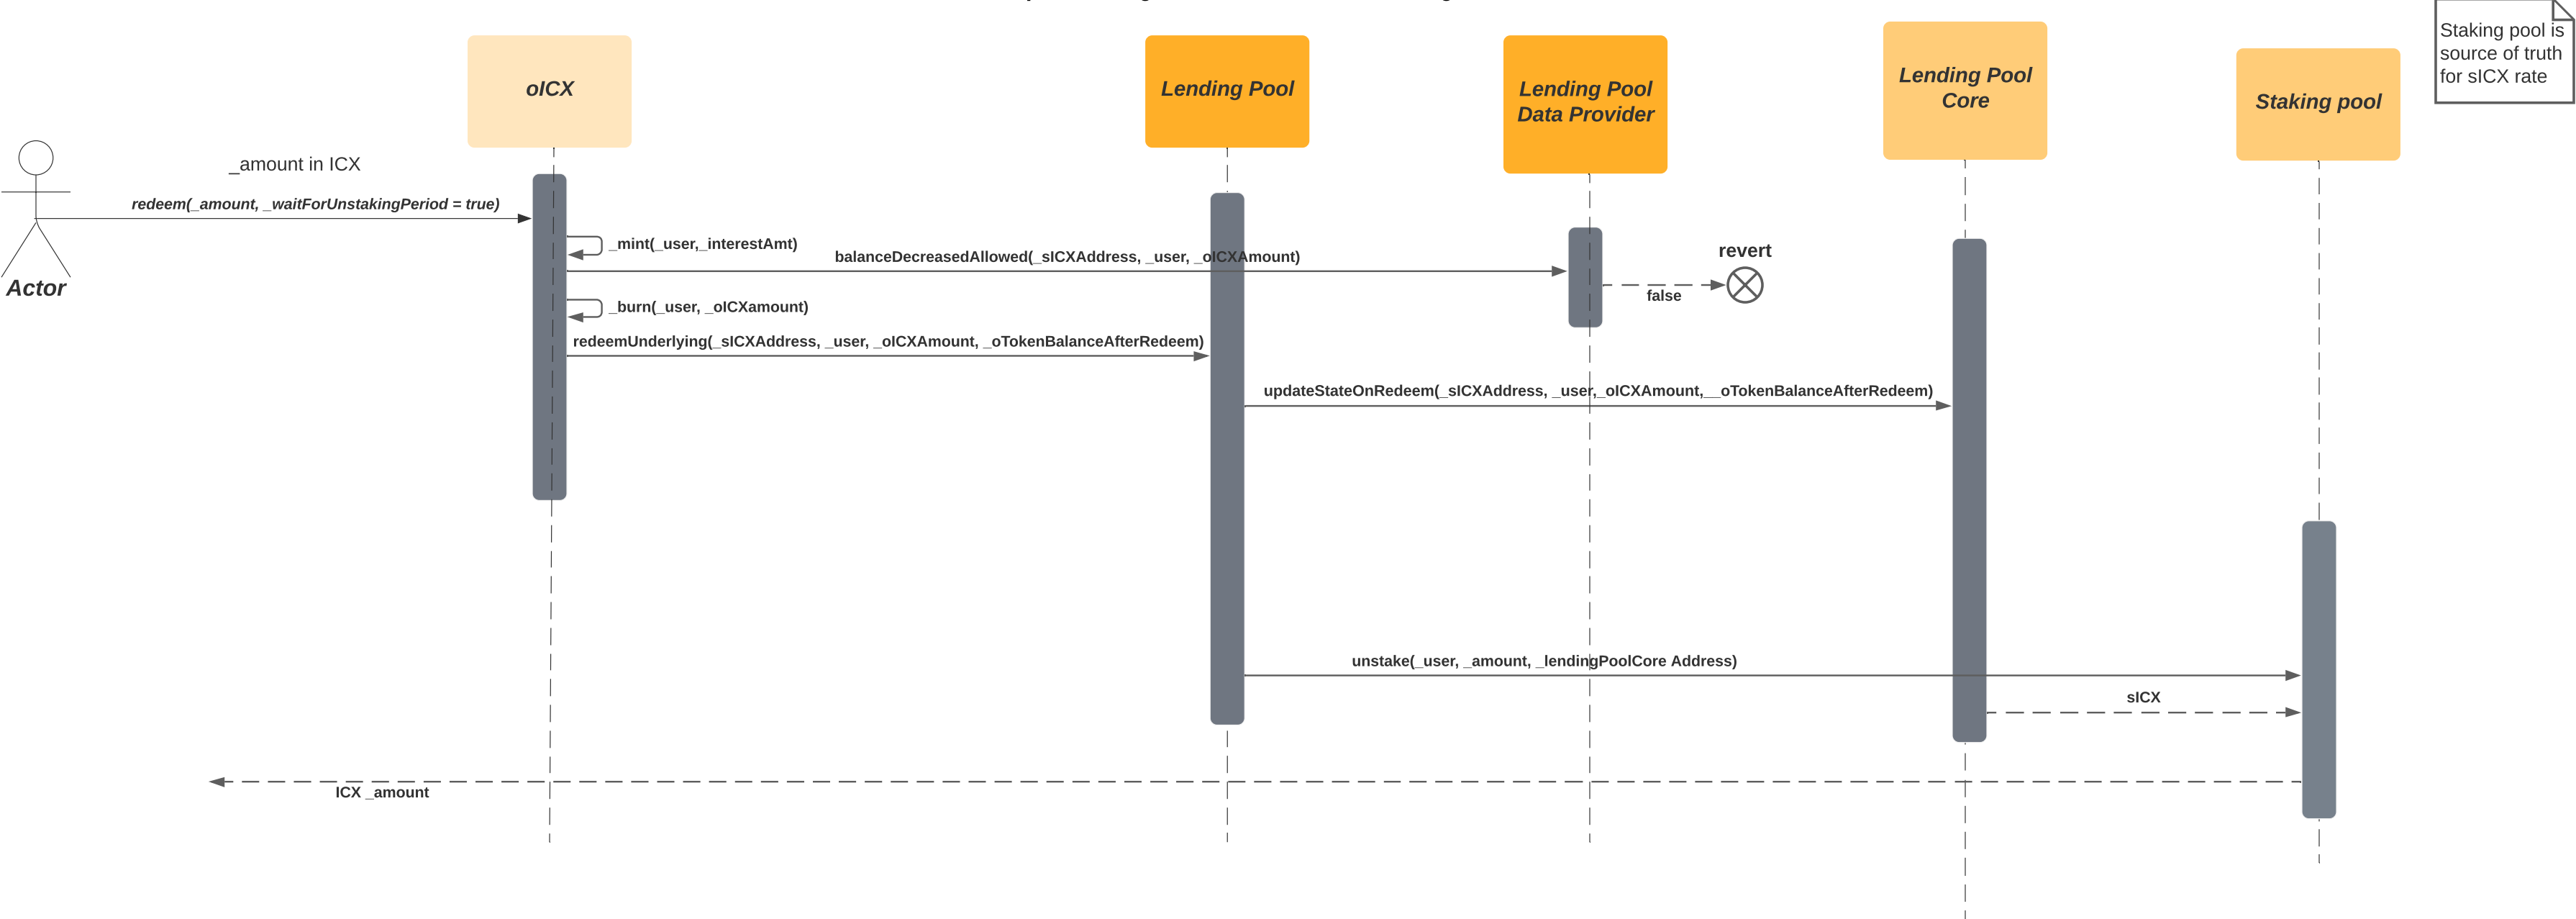 Staking pool is
source of truth
for sICX rate
oICX
Lending Pool
Lending Pool
Data Provider
Lending Pool
Core
Staking pool
Actor
_amount in ICX
redeem(_amount, _waitForUnstakingPeriod = true)
_mint(_user,_interestAmt)
balanceDecreasedAllowed(_sICXAddress, _user, _oICXAmount)
revert
false
_burn(_user, _oICXamount)
redeemUnderlying(_sICXAddress, _user, _oICXAmount, _oTokenBalanceAfterRedeem)
updateStateOnRedeem(_sICXAddress, _user,_oICXAmount,__oTokenBalanceAfterRedeem)
unstake(_user, _amount, _lendingPoolCore Address)
sICX
ICX _amount